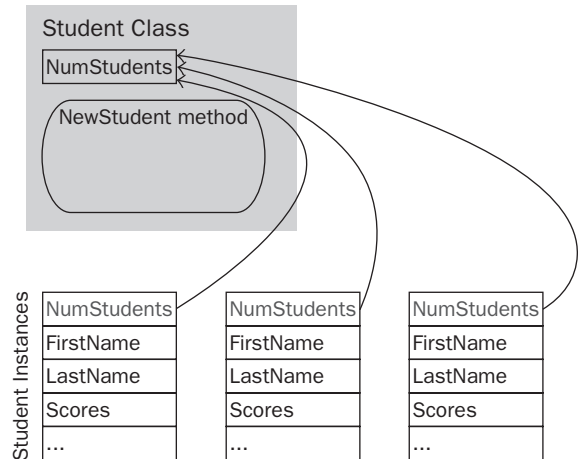 Student Class
NumStudents
NewStudent method
Student Instances
NumStudents
FirstName
LastName
Scores
...
NumStudents
FirstName
LastName
Scores
...
NumStudents
FirstName
LastName
Scores
...